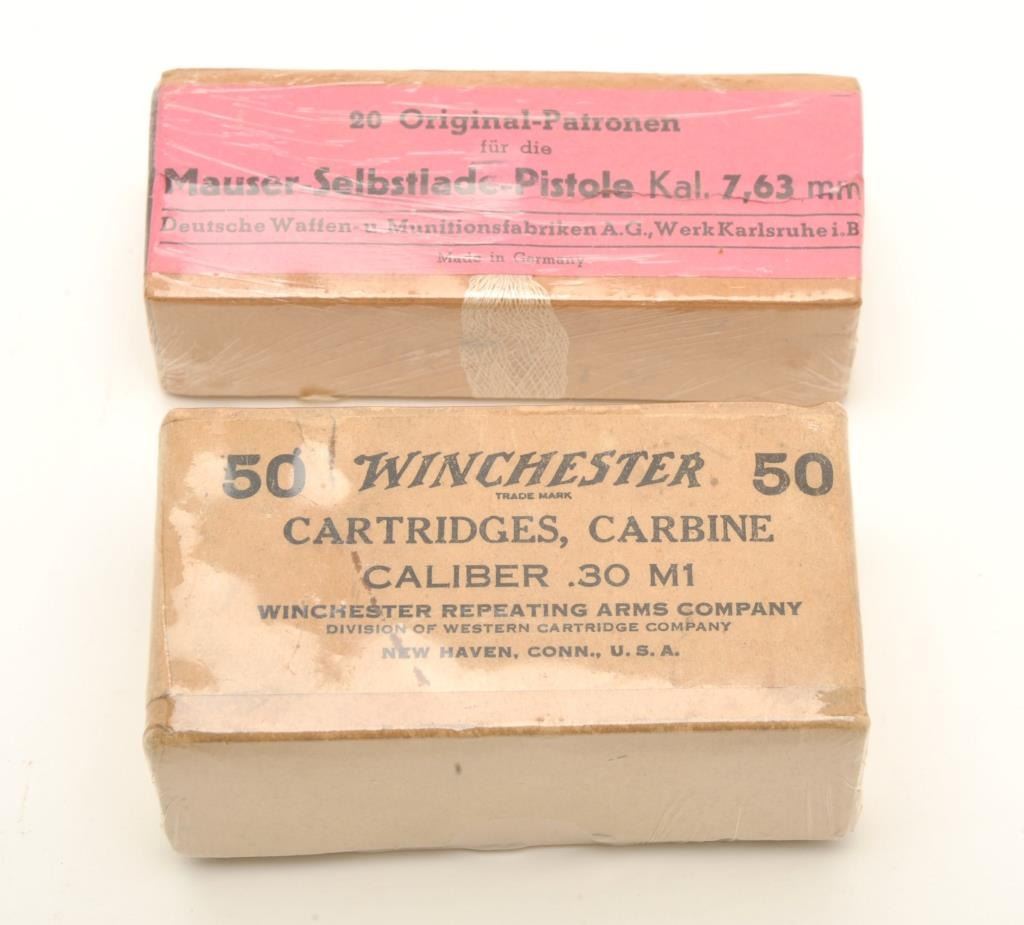 20 Original-Patronen
für die
Mauser-Selbstlade-Pistole Kal. 7,63 mm
Deutsche Waffen- u. Munitionsfabriken A.G., Werk Karlsruhe i. B
Made in Germany
50 WINCHESTER 50
TRADE MARK
CARTRIDGES, CARBINE
CALIBER .30 M1
WINCHESTER REPEATING ARMS COMPANY
DIVISION OF WESTERN CARTRIDGE COMPANY
NEW HAVEN, CONN., U. S. A.